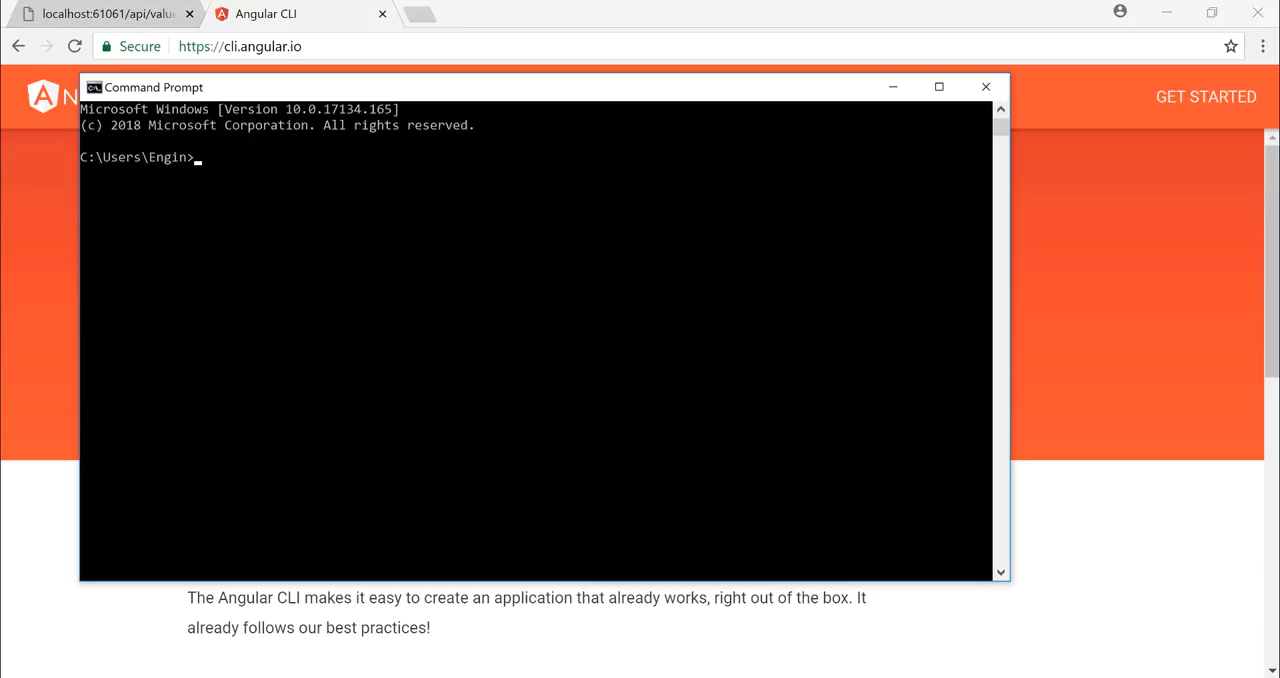 localhost:61061/api/value
Angular CLI
Secure
https://cli.angular.io
N
GET STARTED
Command Prompt
Microsoft Windows [Version 10.0.17134.165]
(c) 2018 Microsoft Corporation. All rights reserved.
C:\Users\Engin>
The Angular CLI makes it easy to create an application that already works, right out of the box. It
already follows our best practices!